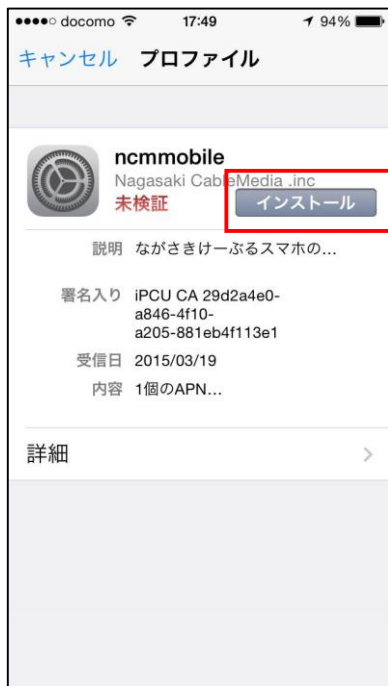 docomo 17:49 94%
キャンセル プロファイル
ncmmobile
Nagasaki CableMedia .inc
未検証 インストール
説明 ながさきけーぶるスマホの...
署名入り iPCU CA 29d2a4e0-
a846-4f10-
a205-881eb4f113e1
受信日 2015/03/19
内容 1個のAPN...
詳細